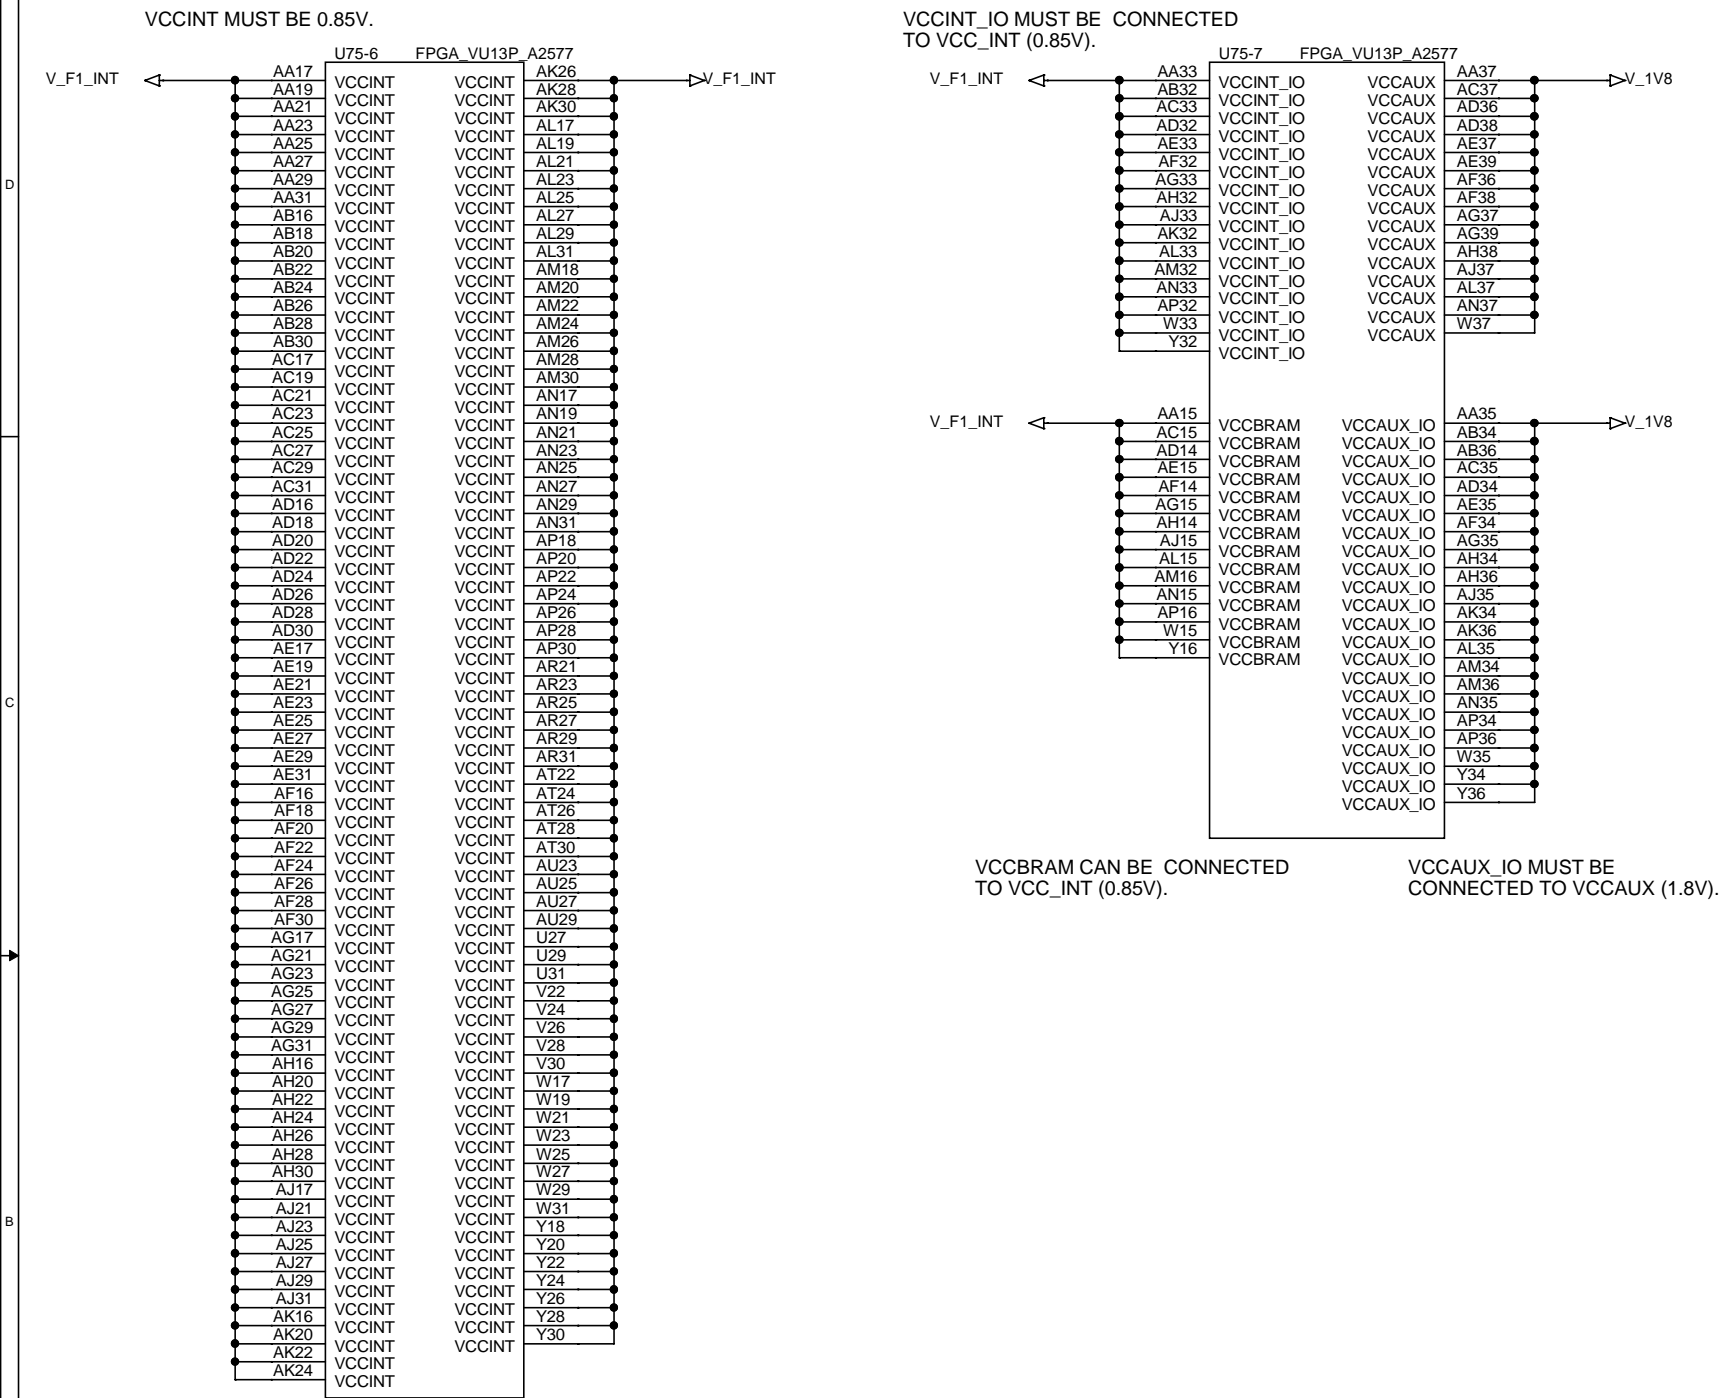 VCCINT MUST BE 0.85V.
U75-6 FPGA_VU13P_A2577
V_F1_INT V_F1_INT
AA17 VCCINT VCCINT AK26
AA19 VCCINT VCCINT AK28
AA21 VCCINT VCCINT AK30
AA23 VCCINT VCCINT AL17
AA25 VCCINT VCCINT AL19
AA27 VCCINT VCCINT AL21
AA29 VCCINT VCCINT AL23
AA31 VCCINT VCCINT AL25
AB16 VCCINT VCCINT AL27
AB18 VCCINT VCCINT AL29
AB20 VCCINT VCCINT AL31
AB22 VCCINT VCCINT AM18
AB24 VCCINT VCCINT AM20
AB26 VCCINT VCCINT AM22
AB28 VCCINT VCCINT AM24
AB30 VCCINT VCCINT AM26
AC17 VCCINT VCCINT AM28
AC19 VCCINT VCCINT AM30
AC21 VCCINT VCCINT AN17
AC23 VCCINT VCCINT AN19
AC25 VCCINT VCCINT AN21
AC27 VCCINT VCCINT AN23
AC29 VCCINT VCCINT AN25
AC31 VCCINT VCCINT AN27
AD16 VCCINT VCCINT AN29
AD18 VCCINT VCCINT AN31
AD20 VCCINT VCCINT AP18
AD22 VCCINT VCCINT AP20
AD24 VCCINT VCCINT AP22
AD26 VCCINT VCCINT AP24
AD28 VCCINT VCCINT AP26
AD30 VCCINT VCCINT AP28
AE17 VCCINT VCCINT AP30
AE19 VCCINT VCCINT AR21
AE21 VCCINT VCCINT AR23
AE23 VCCINT VCCINT AR25
AE25 VCCINT VCCINT AR27
AE27 VCCINT VCCINT AR29
AE29 VCCINT VCCINT AR31
AE31 VCCINT VCCINT AT22
AF16 VCCINT VCCINT AT24
AF18 VCCINT VCCINT AT26
AF20 VCCINT VCCINT AT28
AF22 VCCINT VCCINT AT30
AF24 VCCINT VCCINT AU23
AF26 VCCINT VCCINT AU25
AF28 VCCINT VCCINT AU27
AF30 VCCINT VCCINT AU29
AG17 VCCINT VCCINT U27
AG21 VCCINT VCCINT U29
AG23 VCCINT VCCINT U31
AG25 VCCINT VCCINT V22
AG27 VCCINT VCCINT V24
AG29 VCCINT VCCINT V26
AG31 VCCINT VCCINT V28
AH16 VCCINT VCCINT V30
AH20 VCCINT VCCINT W17
AH22 VCCINT VCCINT W19
AH24 VCCINT VCCINT W21
AH26 VCCINT VCCINT W23
AH28 VCCINT VCCINT W25
AH30 VCCINT VCCINT W27
AJ17 VCCINT VCCINT W29
AJ21 VCCINT VCCINT W31
AJ23 VCCINT VCCINT Y18
AJ25 VCCINT VCCINT Y20
AJ27 VCCINT VCCINT Y22
AJ29 VCCINT VCCINT Y24
AJ31 VCCINT VCCINT Y26
AK16 VCCINT VCCINT Y28
AK20 VCCINT VCCINT Y30
AK22 VCCINT
AK24 VCCINT
D
C
B
VCCINT_IO MUST BE CONNECTED
TO VCC_INT (0.85V).
U75-7 FPGA_VU13P_A2577
V_F1_INT V_1V8
AA33 VCCINT_IO VCCAUX AA37
AB32 VCCINT_IO VCCAUX AC37
AC33 VCCINT_IO VCCAUX AD36
AD32 VCCINT_IO VCCAUX AD38
AE33 VCCINT_IO VCCAUX AE37
AF32 VCCINT_IO VCCAUX AE39
AG33 VCCINT_IO VCCAUX AF36
AH32 VCCINT_IO VCCAUX AF38
AJ33 VCCINT_IO VCCAUX AG37
AK32 VCCINT_IO VCCAUX AG39
AL33 VCCINT_IO VCCAUX AH38
AM32 VCCINT_IO VCCAUX AJ37
AN33 VCCINT_IO VCCAUX AL37
AP32 VCCINT_IO VCCAUX AN37
W33 VCCINT_IO VCCAUX W37
Y32 VCCINT_IO
V_F1_INT V_1V8
AA15 VCCBRAM VCCAUX_IO AA35
AC15 VCCBRAM VCCAUX_IO AB34
AD14 VCCBRAM VCCAUX_IO AB36
AE15 VCCBRAM VCCAUX_IO AC35
AF14 VCCBRAM VCCAUX_IO AD34
AG15 VCCBRAM VCCAUX_IO AE35
AH14 VCCBRAM VCCAUX_IO AF34
AJ15 VCCBRAM VCCAUX_IO AG35
AL15 VCCBRAM VCCAUX_IO AH34
AM16 VCCBRAM VCCAUX_IO AH36
AN15 VCCBRAM VCCAUX_IO AJ35
AP16 VCCBRAM VCCAUX_IO AK34
W15 VCCBRAM VCCAUX_IO AK36
Y16 VCCBRAM VCCAUX_IO AL35
VCCAUX_IO AM34
VCCAUX_IO AM36
VCCAUX_IO AN35
VCCAUX_IO AP34
VCCAUX_IO AP36
VCCAUX_IO W35
VCCAUX_IO Y34
VCCAUX_IO Y36
VCCBRAM CAN BE CONNECTED
TO VCC_INT (0.85V).
VCCAUX_IO MUST BE
CONNECTED TO VCCAUX (1.8V).